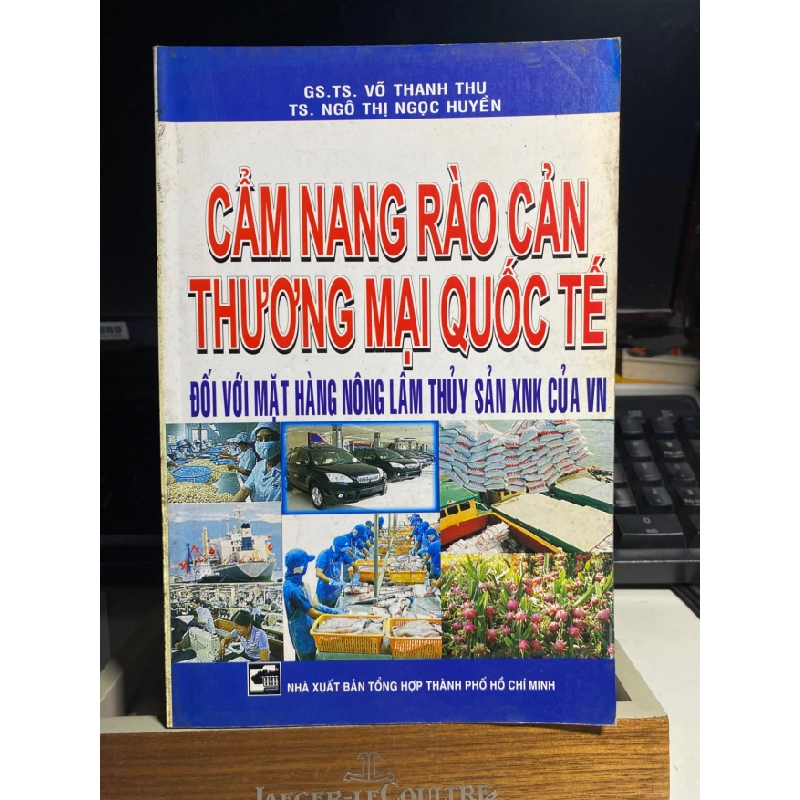 GS.TS. VÕ THANH THU
TS. NGÔ THỊ NGỌC HUYỀN
CẨM NANG RÀO CẢN
THƯƠNG MẠI QUỐC TẾ
ĐỐI VỚI MẶT HÀNG NÔNG LÂM THỦY SẢN XNK CỦA VN
NHÀ XUẤT BẢN TỔNG HỢP THÀNH PHỐ HỒ CHÍ MINH
JAEGER-LECOULTRE